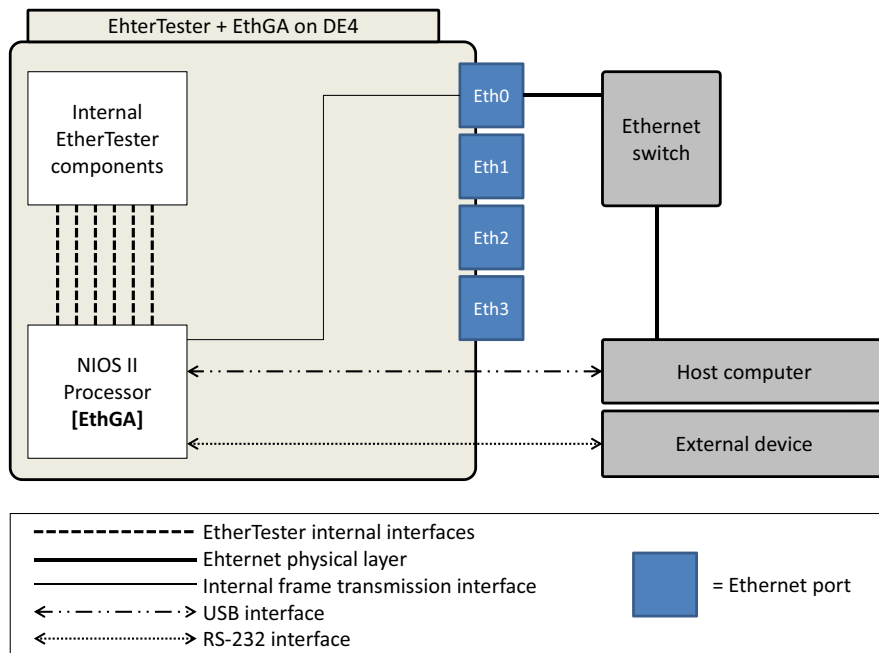 EhterTester + EthGA on DE4
Internal
EtherTester
components
Eth0
Eth1
Eth2
Eth3
Ethernet
switch
NIOS II
Processor
[EthGA]
Host computer
External device
EtherTester internal interfaces
Ehternet physical layer
Internal frame transmission interface
USB interface
RS-232 interface
= Ethernet port